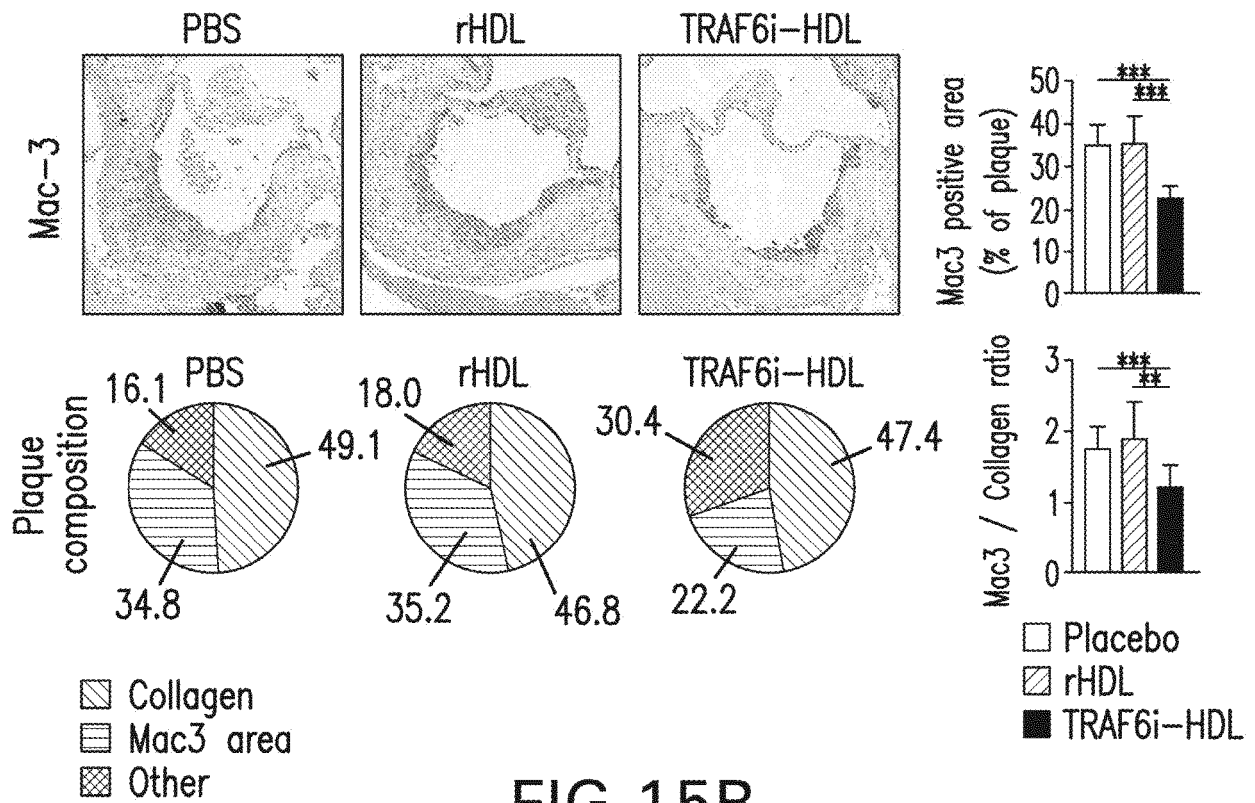 PBS rHDL TRAF6i-HDL
Mac-3
Mac3 positive area
(% of plaque)
50
40
30
20
10
0
***
***
Plaque
composition
PBS
16.1
49.1
34.8
rHDL
18.0
35.2
46.8
TRAF6i-HDL
30.4
47.4
22.2
Mac3 / Collagen ratio
3
2
1
0
***
**
Placebo
rHDL
TRAF6i-HDL
Collagen
Mac3 area
Other
FIG. 15B